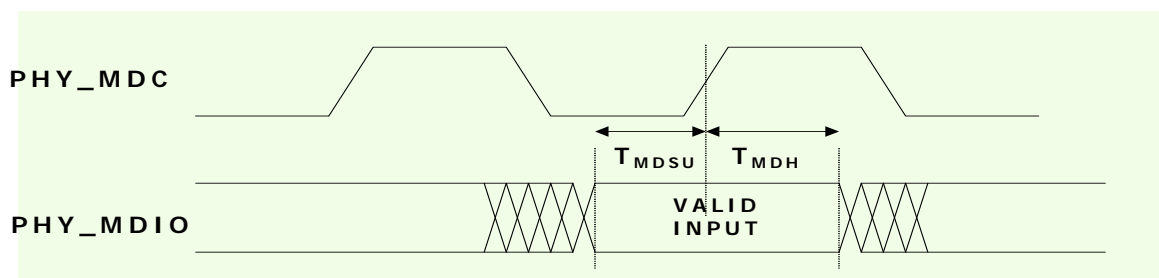 PHY_MDC
TMDSU TMDH
PHY_MDIO
VALID
INPUT